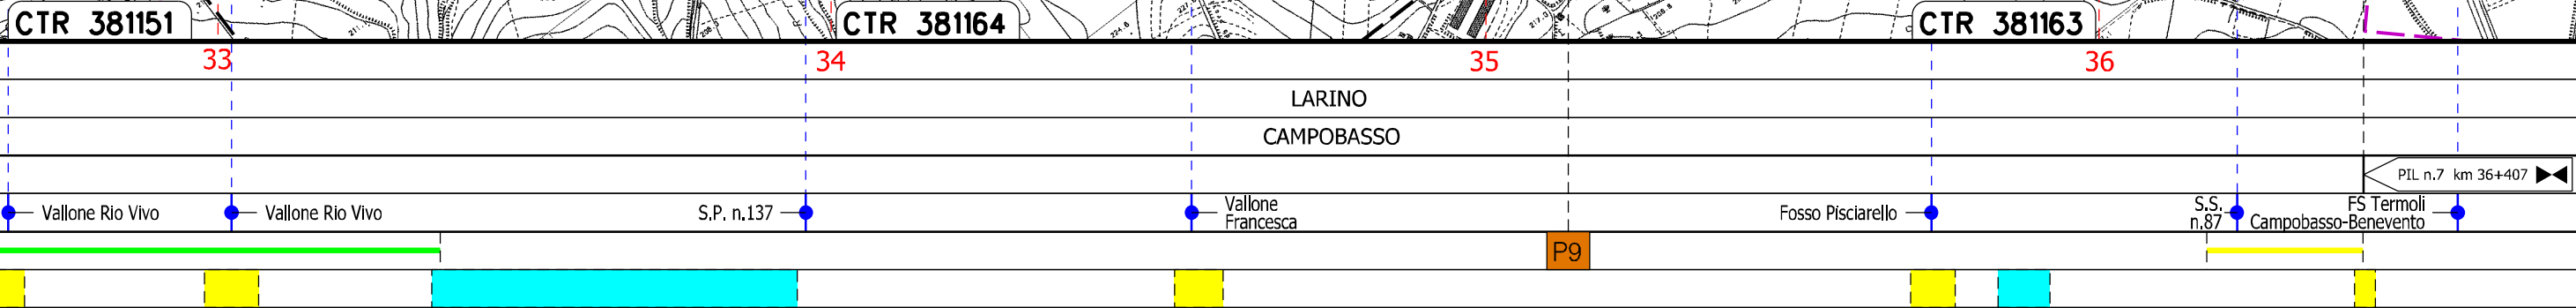 CTR 381151
CTR 381164
CTR 381163
33
34
35
36
LARINO
CAMPOBASSO
PIL n.7 km 36+407
Vallone Rio Vivo
Vallone Rio Vivo
S.P. n.137
Vallone
Francesca
Fosso Pisciarello
S.S.
n.87
FS Termoli
Campobasso-Benevento
P9